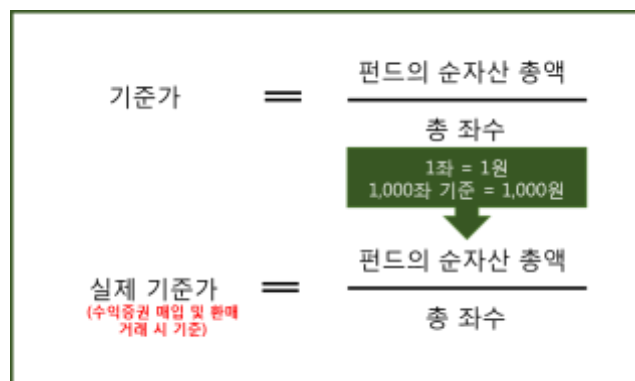 펀드의 순자산 총액
기준가 =
총 좌수
1좌 = 1원
1,000좌 기준 = 1,000원
펀드의 순자산 총액
실제 기준가 =
(수익증권 매입 및 환매
거래 시 기준)
총 좌수